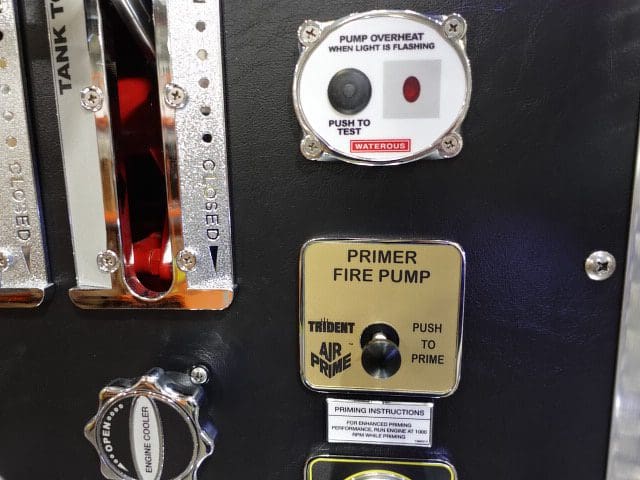 TANK TO
CLOSED
CLOSED
PUMP OVERHEAT
WHEN LIGHT IS FLASHING
PUSH TO
TEST
WATEROUS
PRIMER
FIRE PUMP
TRIDENT
AIR
PRIME
PUSH
TO
PRIME
PRIMING INSTRUCTIONS
FOR ENHANCED PRIMING
PERFORMANCE, RUN ENGINE AT 1000
RPM WHILE PRIMING
OPEN
ENGINE COOLER